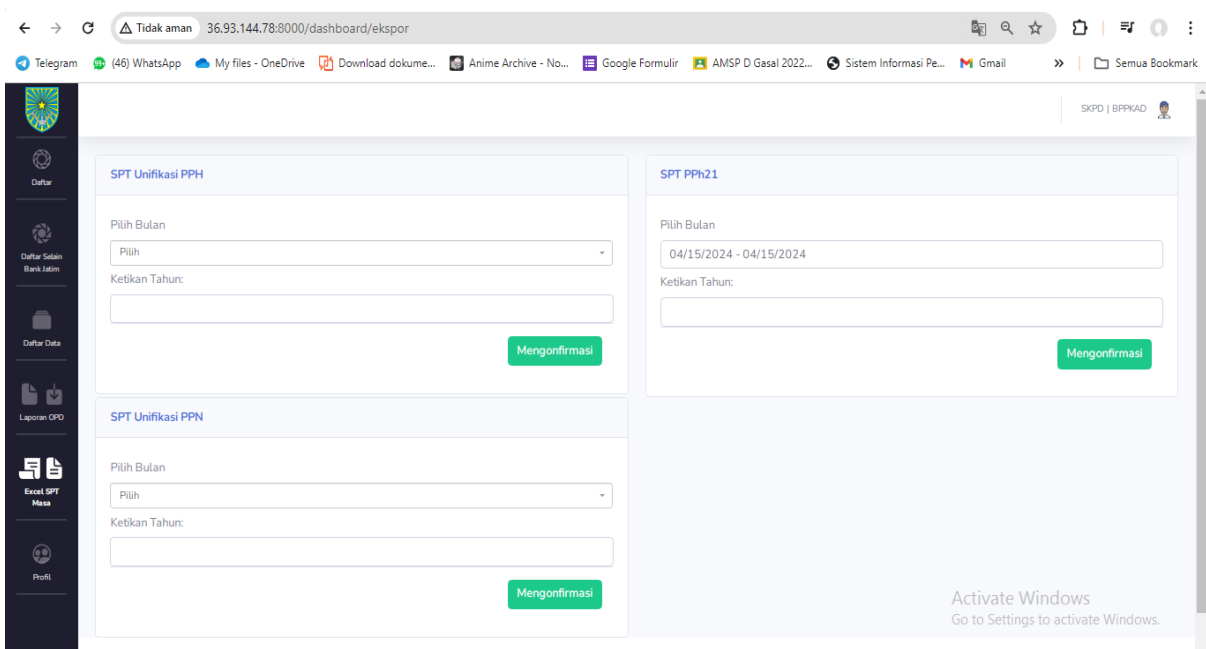 Tidak aman 36.93.144.78:8000/dashboard/ekspor
Telegram
99+
(46) WhatsApp
My files - OneDrive
Download dokume...
Anime Archive - No...
Google Formulir
AMSP D Gasal 2022...
Sistem Informasi Pe...
Gmail
Semua Bookmark
SKPD | BPPKAD
Daftar
Daftar Selain
Bank Jatim
Daftar Data
Laporan OPD
Excel SPT
Masa
Profil
SPT Unifikasi PPH
Pilih Bulan
Pilih
Ketikan Tahun:
Mengonfirmasi
SPT PPh21
Pilih Bulan
04/15/2024 - 04/15/2024
Ketikan Tahun:
Mengonfirmasi
SPT Unifikasi PPN
Pilih Bulan
Pilih
Ketikan Tahun:
Mengonfirmasi
Activate Windows
Go to Settings to activate Windows.